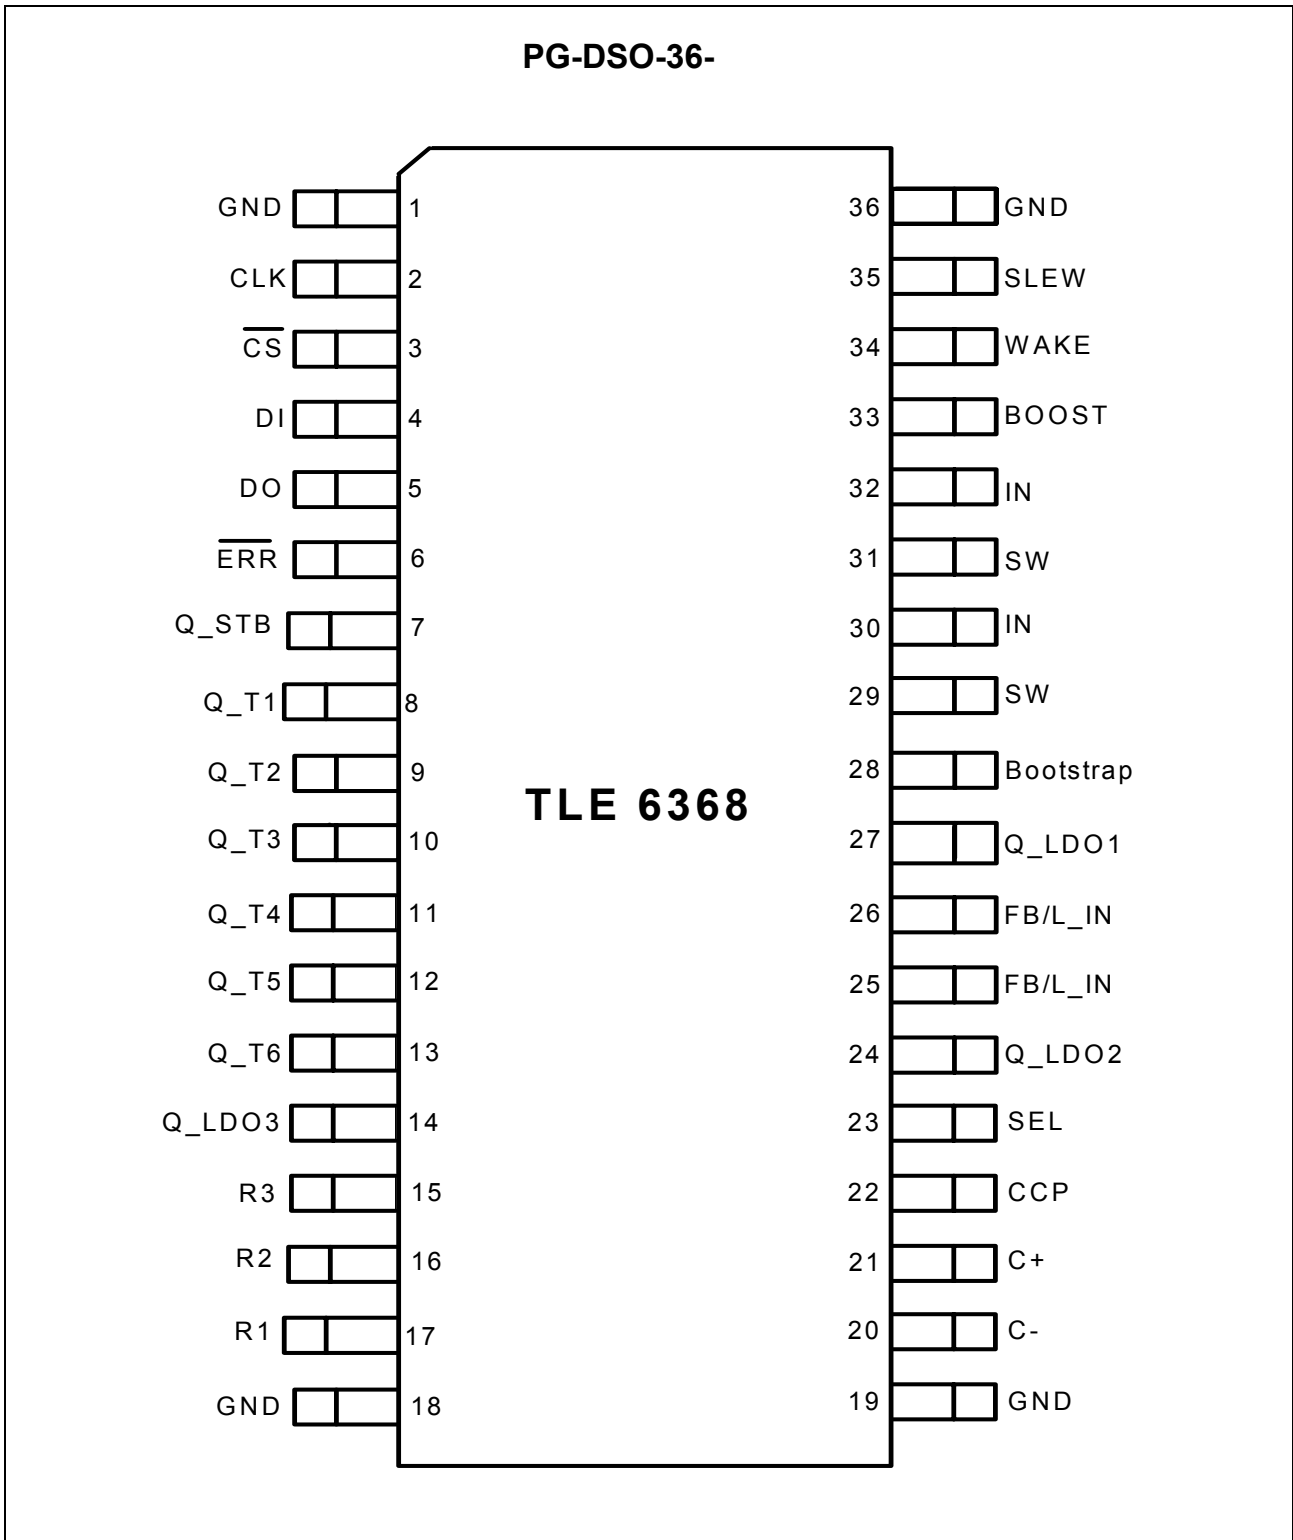 PG-DSO-36-
GND 1 36 GND
CLK 2 35 SLEW
C̅S̅ 3 34 WAKE
DI 4 33 BOOST
DO 5 32 IN
E̅R̅R̅ 6 31 SW
Q_STB 7 30 IN
Q_T1 8 29 SW
Q_T2 9 28 Bootstrap
TLE 6368
Q_T3 10 27 Q_LDO1
Q_T4 11 26 FB/L_IN
Q_T5 12 25 FB/L_IN
Q_T6 13 24 Q_LDO2
Q_LDO3 14 23 SEL
R3 15 22 CCP
R2 16 21 C+
R1 17 20 C-
GND 18 19 GND